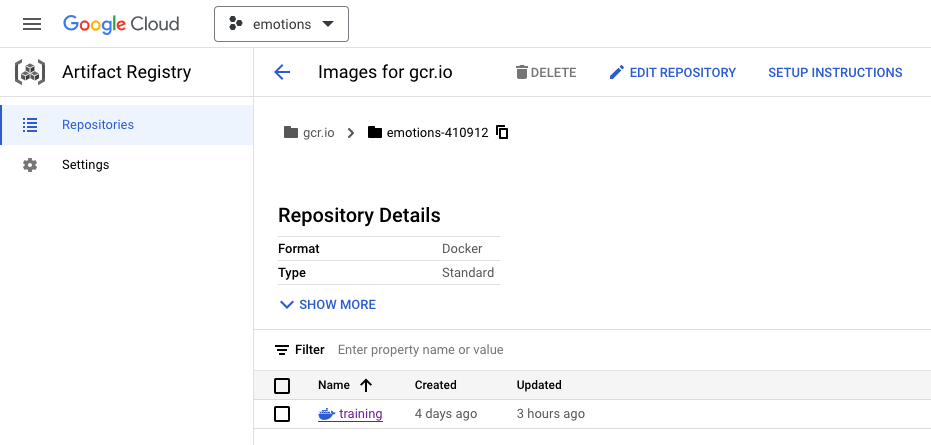 Google Cloud emotions
Artifact Registry
Images for gcr.io DELETE EDIT REPOSITORY SETUP INSTRUCTIONS
Repositories
Settings
gcr.io emotions-410912
Repository Details
Format Docker
Type Standard
SHOW MORE
Filter Enter property name or value
Name Created Updated
training 4 days ago 3 hours ago